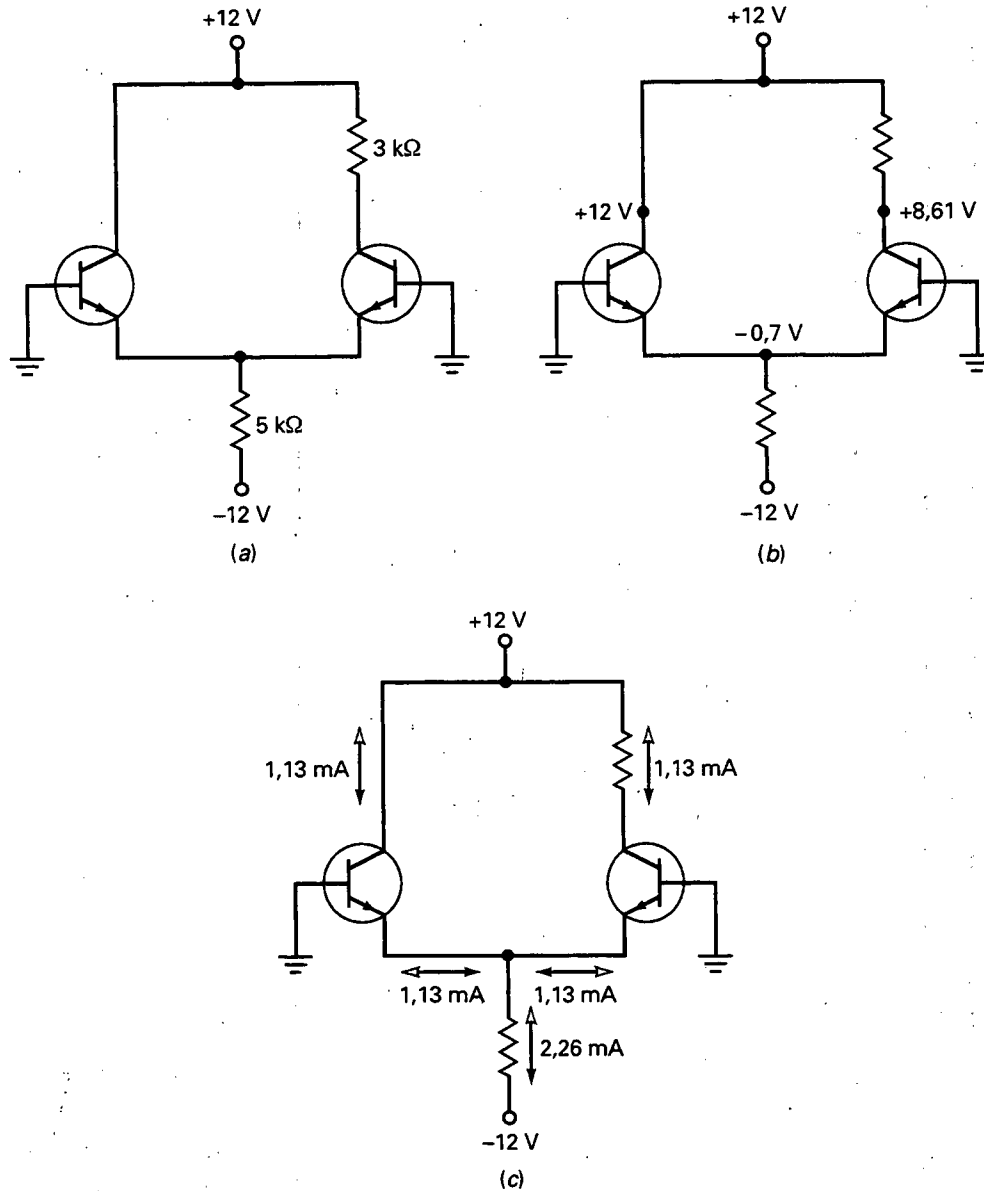 +12 V
3 kΩ
5 kΩ
−12 V
(a)
+12 V
+12 V
+8,61 V
−0,7 V
−12 V
(b)
+12 V
1,13 mA
1,13 mA
1,13 mA
1,13 mA
2,26 mA
−12 V
(c)